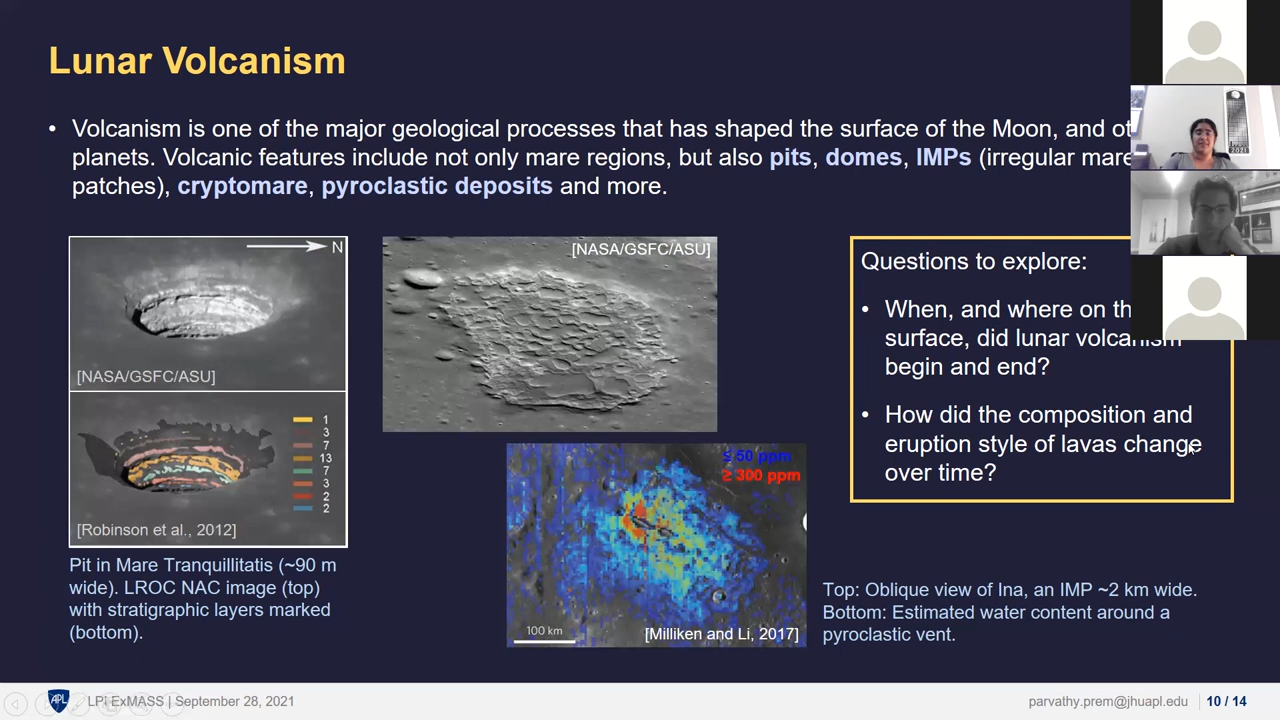 Lunar Volcanism
• Volcanism is one of the major geological processes that has shaped the surface of the Moon, and
planets. Volcanic features include not only mare regions, but also pits, domes, IMPs (irregular mare
patches), cryptomare, pyroclastic deposits and more.
N
[NASA/GSFC/ASU]
1
3
7
13
7
3
2
2
[Robinson et al., 2012]
Pit in Mare Tranquillitatis (~90 m
wide). LROC NAC image (top)
with stratigraphic layers marked
(bottom).
[NASA/GSFC/ASU]
≤ 50 ppm
≥ 300 ppm
100 km
[Milliken and Li, 2017]
Questions to explore:
• When, and where on
surface, did lunar volcanism
begin and end?
• How did the composition and
eruption style of lavas change
over time?
Top: Oblique view of Ina, an IMP ~2 km wide.
Bottom: Estimated water content around a
pyroclastic vent.
2021
APL
LPI ExMASS | September 28, 2021
parvathy.prem@jhuapl.edu
10 / 14